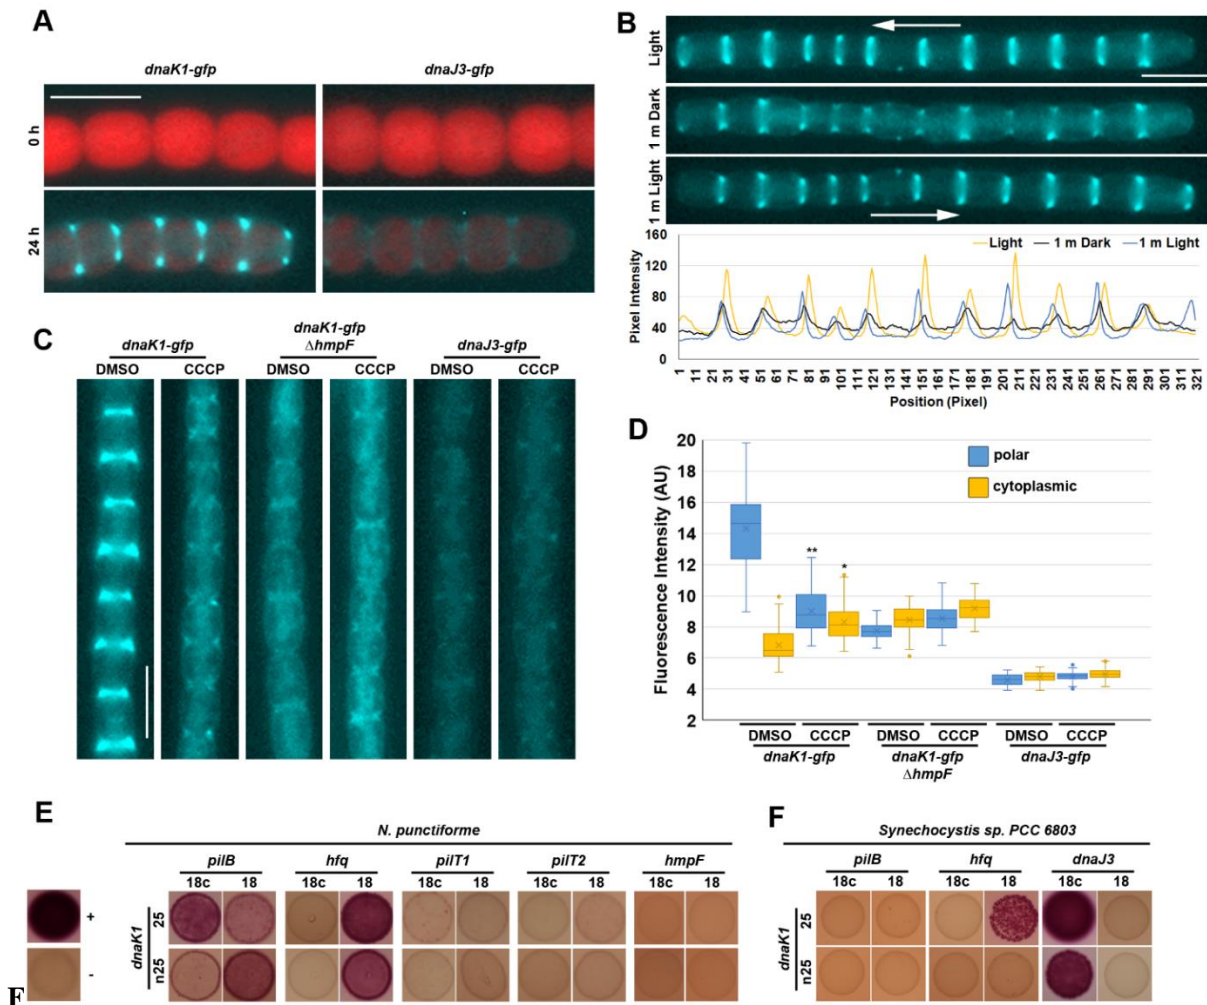 A
dnaK1-gfp dnaJ3-gfp
0 h
24 h
B
Light
1 m Dark
1 m Light
Light 1 m Dark 1 m Light
Pixel Intensity
160
120
80
40
0
1 11 21 31 41 51 61 71 81 91 101 111 121 131 141 151 161 171 181 191 201 211 221 231 241 251 261 271 281 291 301 311 321
Position (Pixel)
C
dnaK1-gfp dnaK1-gfp ΔhmpF dnaJ3-gfp
DMSO CCCP DMSO CCCP DMSO CCCP
D
Fluorescence Intensity (AU)
20
18
16
14
12
10
8
6
4
2
polar
cytoplasmic
**
*
DMSO CCCP DMSO CCCP DMSO CCCP
dnaK1-gfp dnaK1-gfp dnaJ3-gfp
ΔhmpF
E
N. punctiforme
pilB hfq pilT1 pilT2 hmpF
18c 18 18c 18 18c 18 18c 18 18c 18
+
-
dnaK1
25
n25
F
Synechocystis sp. PCC 6803
pilB hfq dnaJ3
18c 18 18c 18 18c 18
dnaK1
25
n25
F